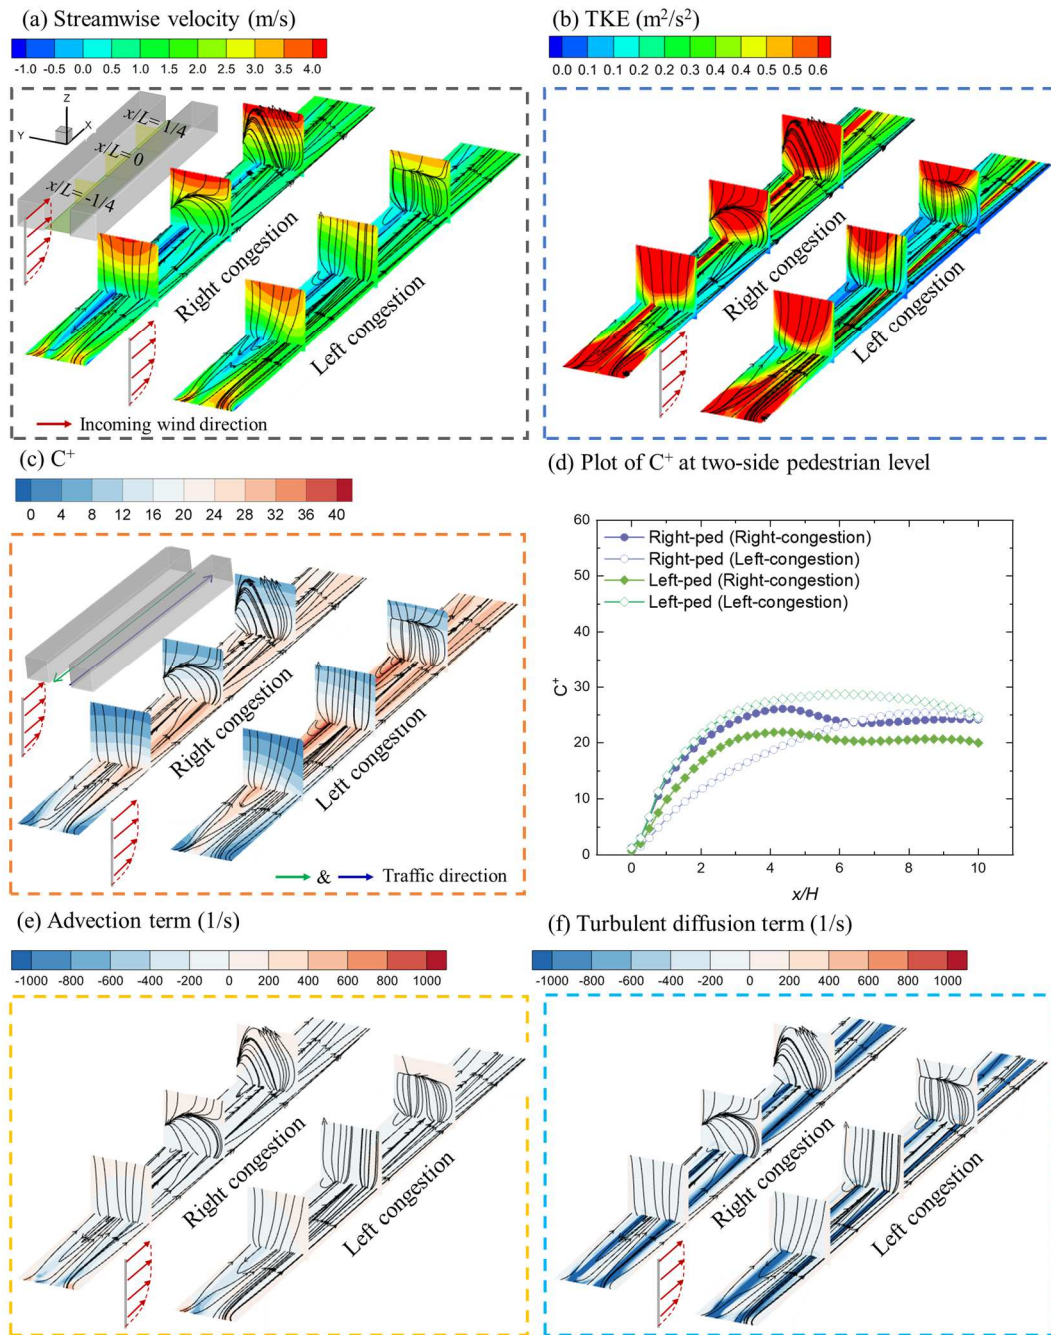 (a) Streamwise velocity (m/s)
-1.0 -0.5 0.0 0.5 1.0 1.5 2.0 2.5 3.0 3.5 4.0
Z
Y
X
x/L= 1/4
x/L=0
x/L= -1/4
Right congestion
Left congestion
Incoming wind direction
(b) TKE (m²/s²)
0.0 0.1 0.1 0.2 0.2 0.3 0.4 0.4 0.5 0.5 0.6
Right congestion
Left congestion
(c) C⁺
0 4 8 12 16 20 24 28 32 36 40
Right congestion
Left congestion
& Traffic direction
(d) Plot of C⁺ at two-side pedestrian level
60
50
40
30
20
10
0
C⁺
Right-ped (Right-congestion)
Right-ped (Left-congestion)
Left-ped (Right-congestion)
Left-ped (Left-congestion)
0 2 4 6 8 10
x/H
(e) Advection term (1/s)
-1000 -800 -600 -400 -200 0 200 400 600 800 1000
Right congestion
Left congestion
(f) Turbulent diffusion term (1/s)
-1000 -800 -600 -400 -200 0 200 400 600 800 1000
Right congestion
Left congestion